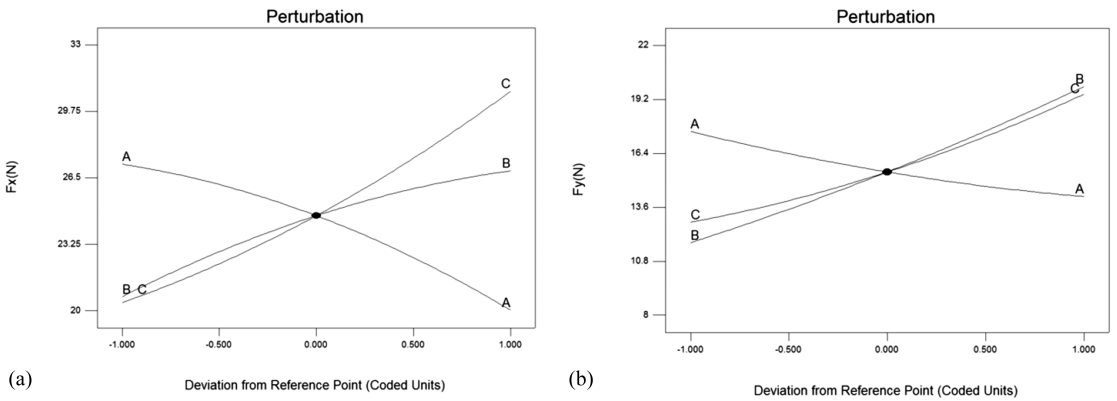 Perturbation
33
29.75
26.5
23.25
20
Fx(N)
A
B C
C
B
A
-1.000
-0.500
0.000
0.500
1.000
Deviation from Reference Point (Coded Units)
(a)
Perturbation
22
19.2
16.4
13.6
10.8
8
Fy(N)
A
C
B
B
C
A
-1.000
-0.500
0.000
0.500
1.000
Deviation from Reference Point (Coded Units)
(b)